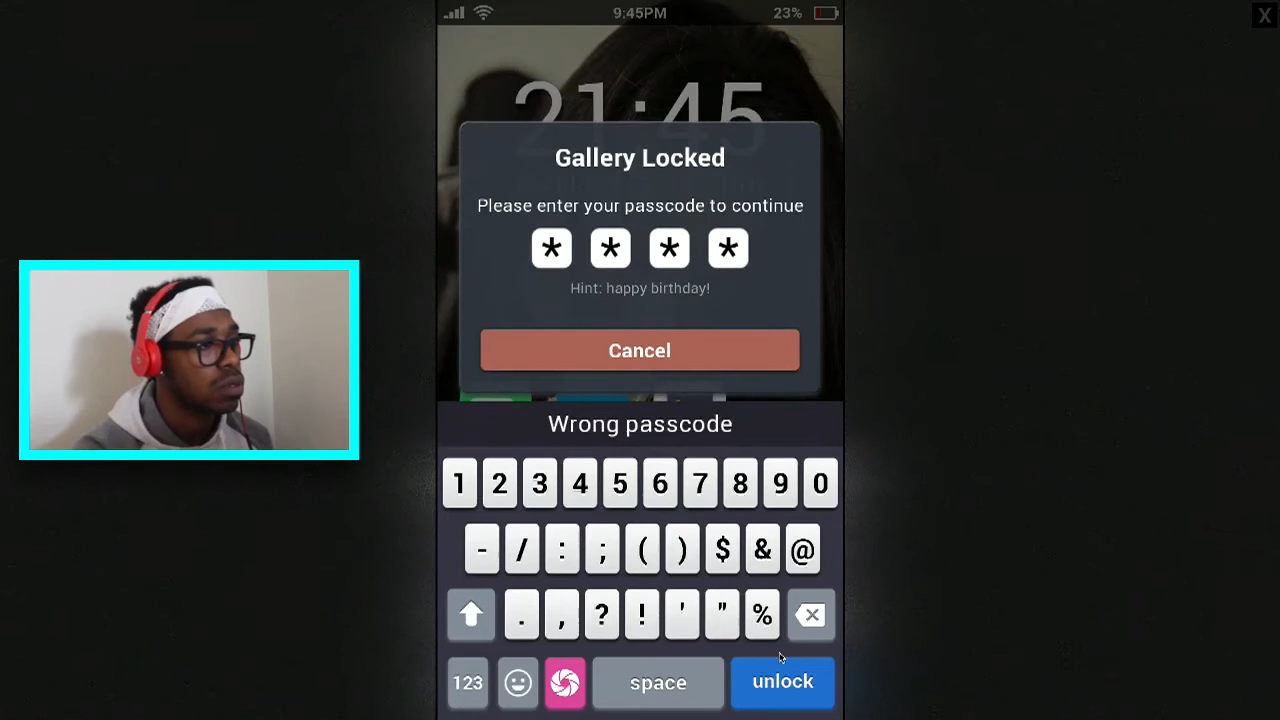 9:45PM
23%
X
21:45
Gallery Locked
Please enter your passcode to continue
* * * *
Hint: happy birthday!
Cancel
Wrong passcode
1 2 3 4 5 6 7 8 9 0
- / : ; ( ) $ & @
. , ? ! ' " %
123 space unlock